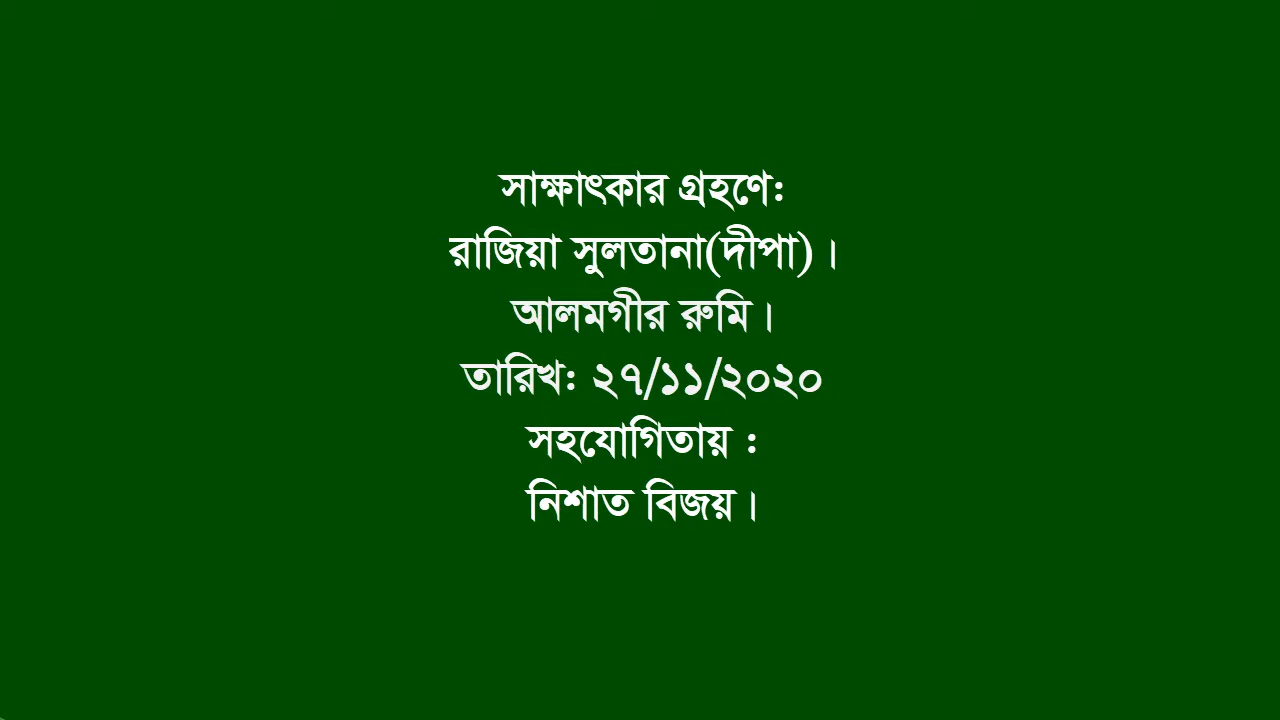 সাক্ষাৎকার গ্রহণে:
রাজিয়া সুলতানা(দীপা)।
আলমগীর রুমি।
তারিখ: ২৭/১১/২০২০
সহযোগিতায় :
নিশাত বিজয়।